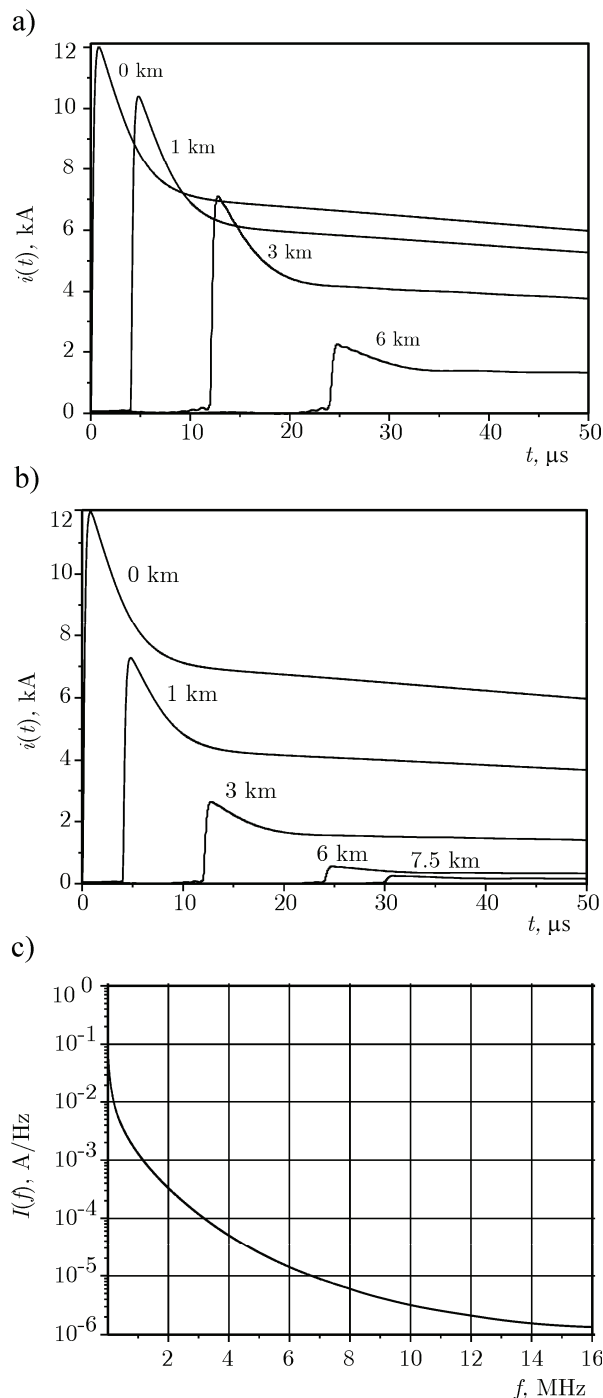 a)
12
10
8
6
4
2
0
i(t), kA
0 km
1 km
3 km
6 km
0 10 20 30 40 50
t, μs
b)
12
10
8
6
4
2
0
i(t), kA
0 km
1 km
3 km
6 km 7.5 km
0 10 20 30 40 50
t, μs
c)
10^0
10^-1
10^-2
10^-3
10^-4
10^-5
10^-6
I(f), A/Hz
2 4 6 8 10 12 14 16
f, MHz